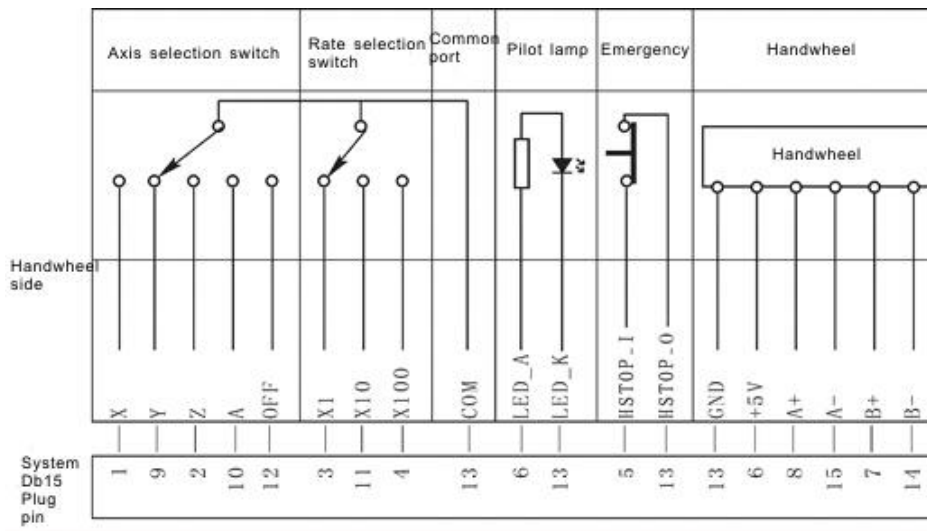 Axis selection switch
Rate selection
switch
Common
port
Pilot lamp
Emergency
Handwheel
Handwheel
Handwheel
side
X
Y
Z
A
OFF
X1
X10
X100
COM
LED_A
LED_K
HSTOP_I
HSTOP_O
GND
+5V
A+
A-
B+
B-
System
Db15
Plug
pin
1
9
2
10
12
3
11
4
13
6
13
5
13
13
6
8
15
7
14